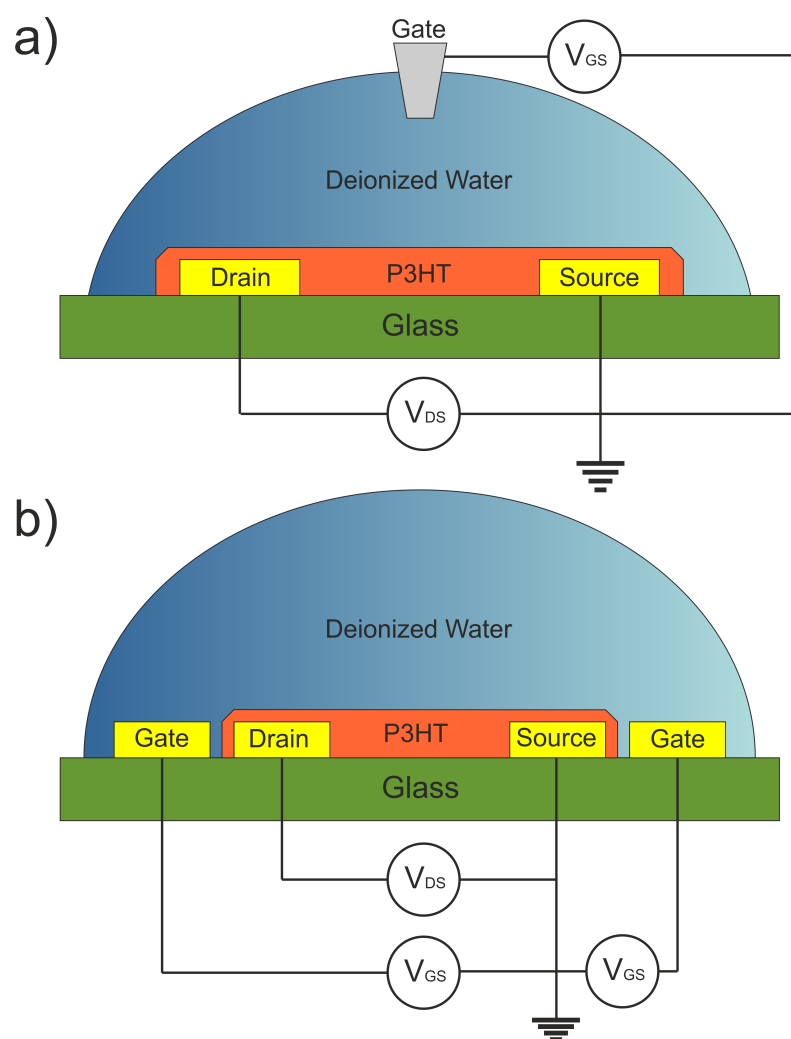 a)
Gate
VGS
Deionized Water
Drain
P3HT
Source
Glass
VDS
b)
Deionized Water
Gate
Drain
P3HT
Source
Gate
Glass
VDS
VGS
VGS